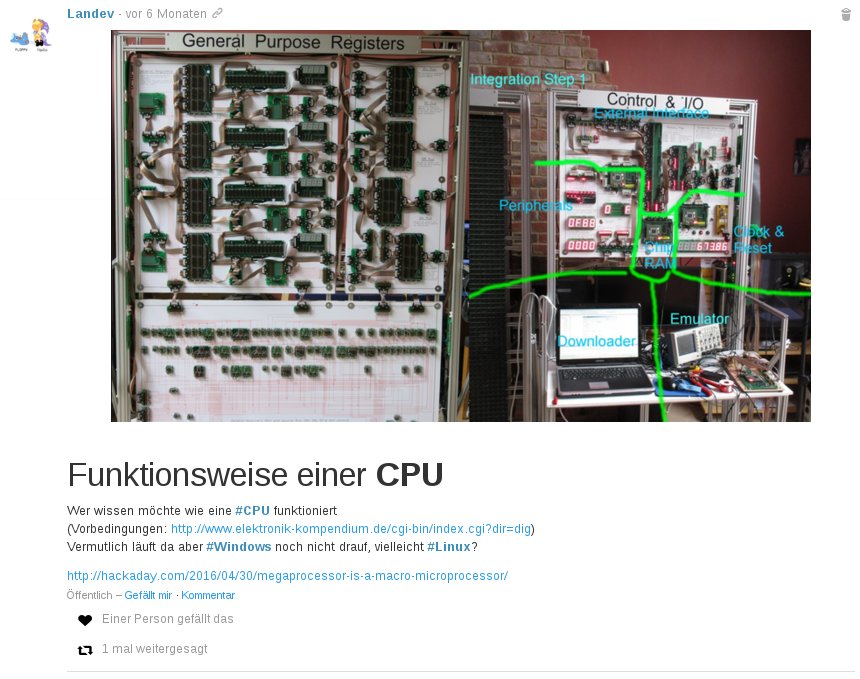 Landev · vor 6 Monaten
General Purpose Registers
Integration Step 1
Control & I/O
External Interface
Peripherals
Clock &
Reset
Chip
RAM
Emulator
Downloader
Funktionsweise einer CPU
Wer wissen möchte wie eine #CPU funktioniert
(Vorbedingungen: http://www.elektronik-kompendium.de/cgi-bin/index.cgi?dir=dig)
Vermutlich läuft da aber #Windows noch nicht drauf, vielleicht #Linux?
http://hackaday.com/2016/04/30/megaprocessor-is-a-macro-microprocessor/
Öffentlich – Gefällt mir · Kommentar
Einer Person gefällt das
1 mal weitergesagt